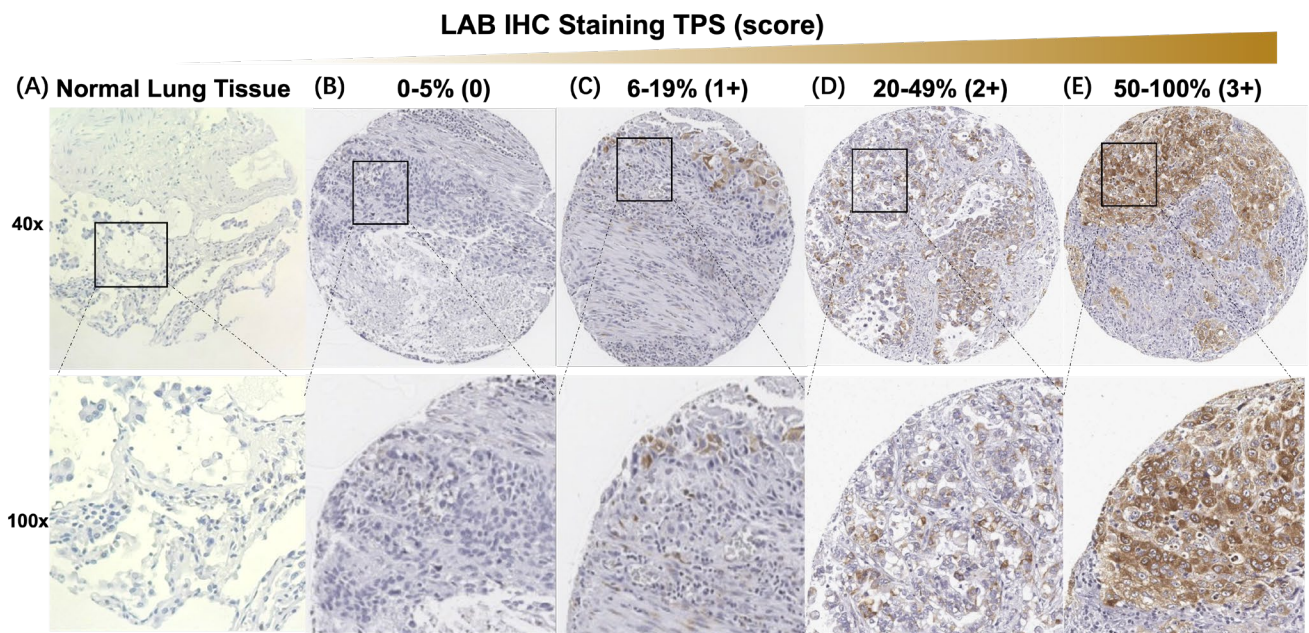 LAB IHC Staining TPS (score)
(A) Normal Lung Tissue (B) 0-5% (0) (C) 6-19% (1+) (D) 20-49% (2+) (E) 50-100% (3+)
40x
100x